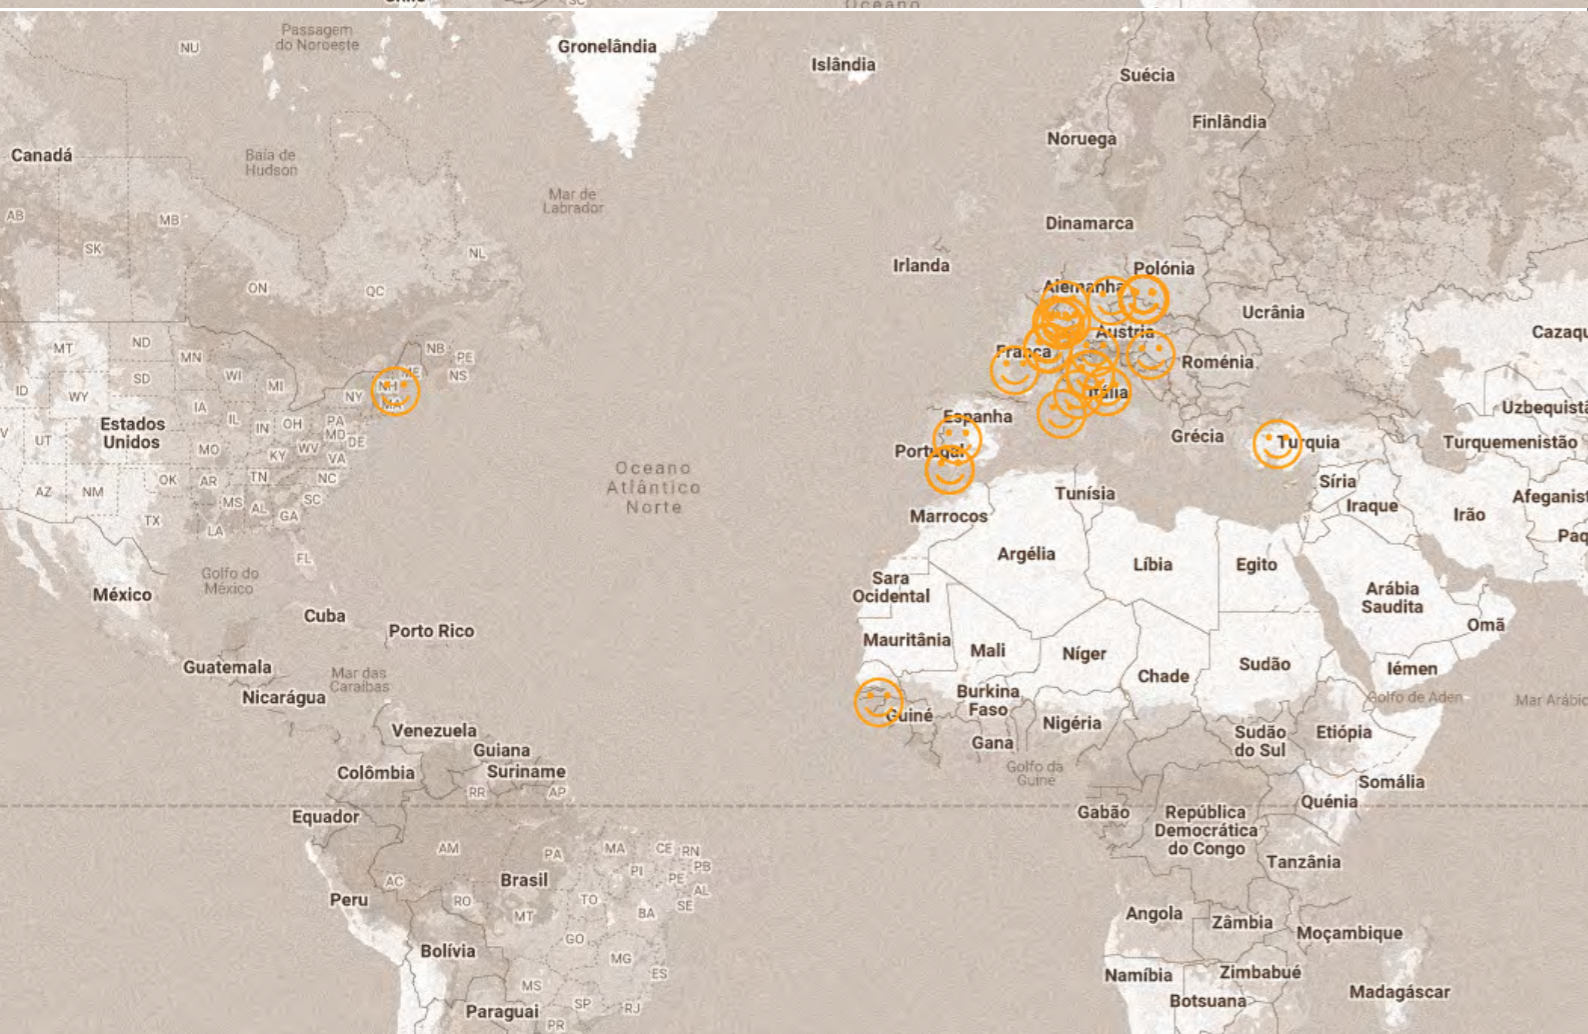 Oceano
NU
Passagem
do Noroeste
Gronelândia
Islândia
Suécia
Finlândia
Noruega
Canadá
Baía de
Hudson
Mar de
Labrador
AB
MB
SK
Dinamarca
NL
Irlanda
Polónia
ON
QC
Alemanha
Ucrânia
Áustria
Cazaqu
MT
ND
MN
NB
PE
França
Roménia
SD
WI
MI
ME
NS
ID
WY
NY
NH
MA
Itália
IA
Uzbequistã
Estados
Unidos
IL
IN
OH
PA
MD
DE
Espanha
Grécia
Turquia
Turquemenistão
V
UT
MO
KY
WV
VA
Portugal
Oceano
Atlântico
Norte
OK
AR
TN
NC
Síria
AZ
NM
MS
AL
SC
GA
Tunísia
Iraque
Irão
Afeganist
TX
LA
Marrocos
Paq
FL
Argélia
Líbia
Egito
Golfo do
México
Sara
Ocidental
Arábia
Saudita
México
Cuba
Porto Rico
Omã
Mauritânia
Mali
Níger
Chade
Sudão
Iémen
Guatemala
Mar das
Caraíbas
Nicarágua
Burkina
Faso
Golfo de Aden
Mar Arábic
Guiné
Nigéria
Venezuela
Gana
Sudão
do Sul
Etiópia
Guiana
Colômbia
Suriname
Golfo da
Guiné
Somália
RR
AP
Quénia
Equador
Gabão
República
Democrática
do Congo
AM
PA
MA
CE
RN
Tanzânia
PI
PB
AC
Brasil
PE
AL
Peru
RO
TO
SE
MT
BA
Angola
Zâmbia
Moçambique
GO
Bolívia
MG
ES
Namíbia
Zimbabué
MS
Botsuana
Madagáscar
Paraguai
SP
RJ
PR